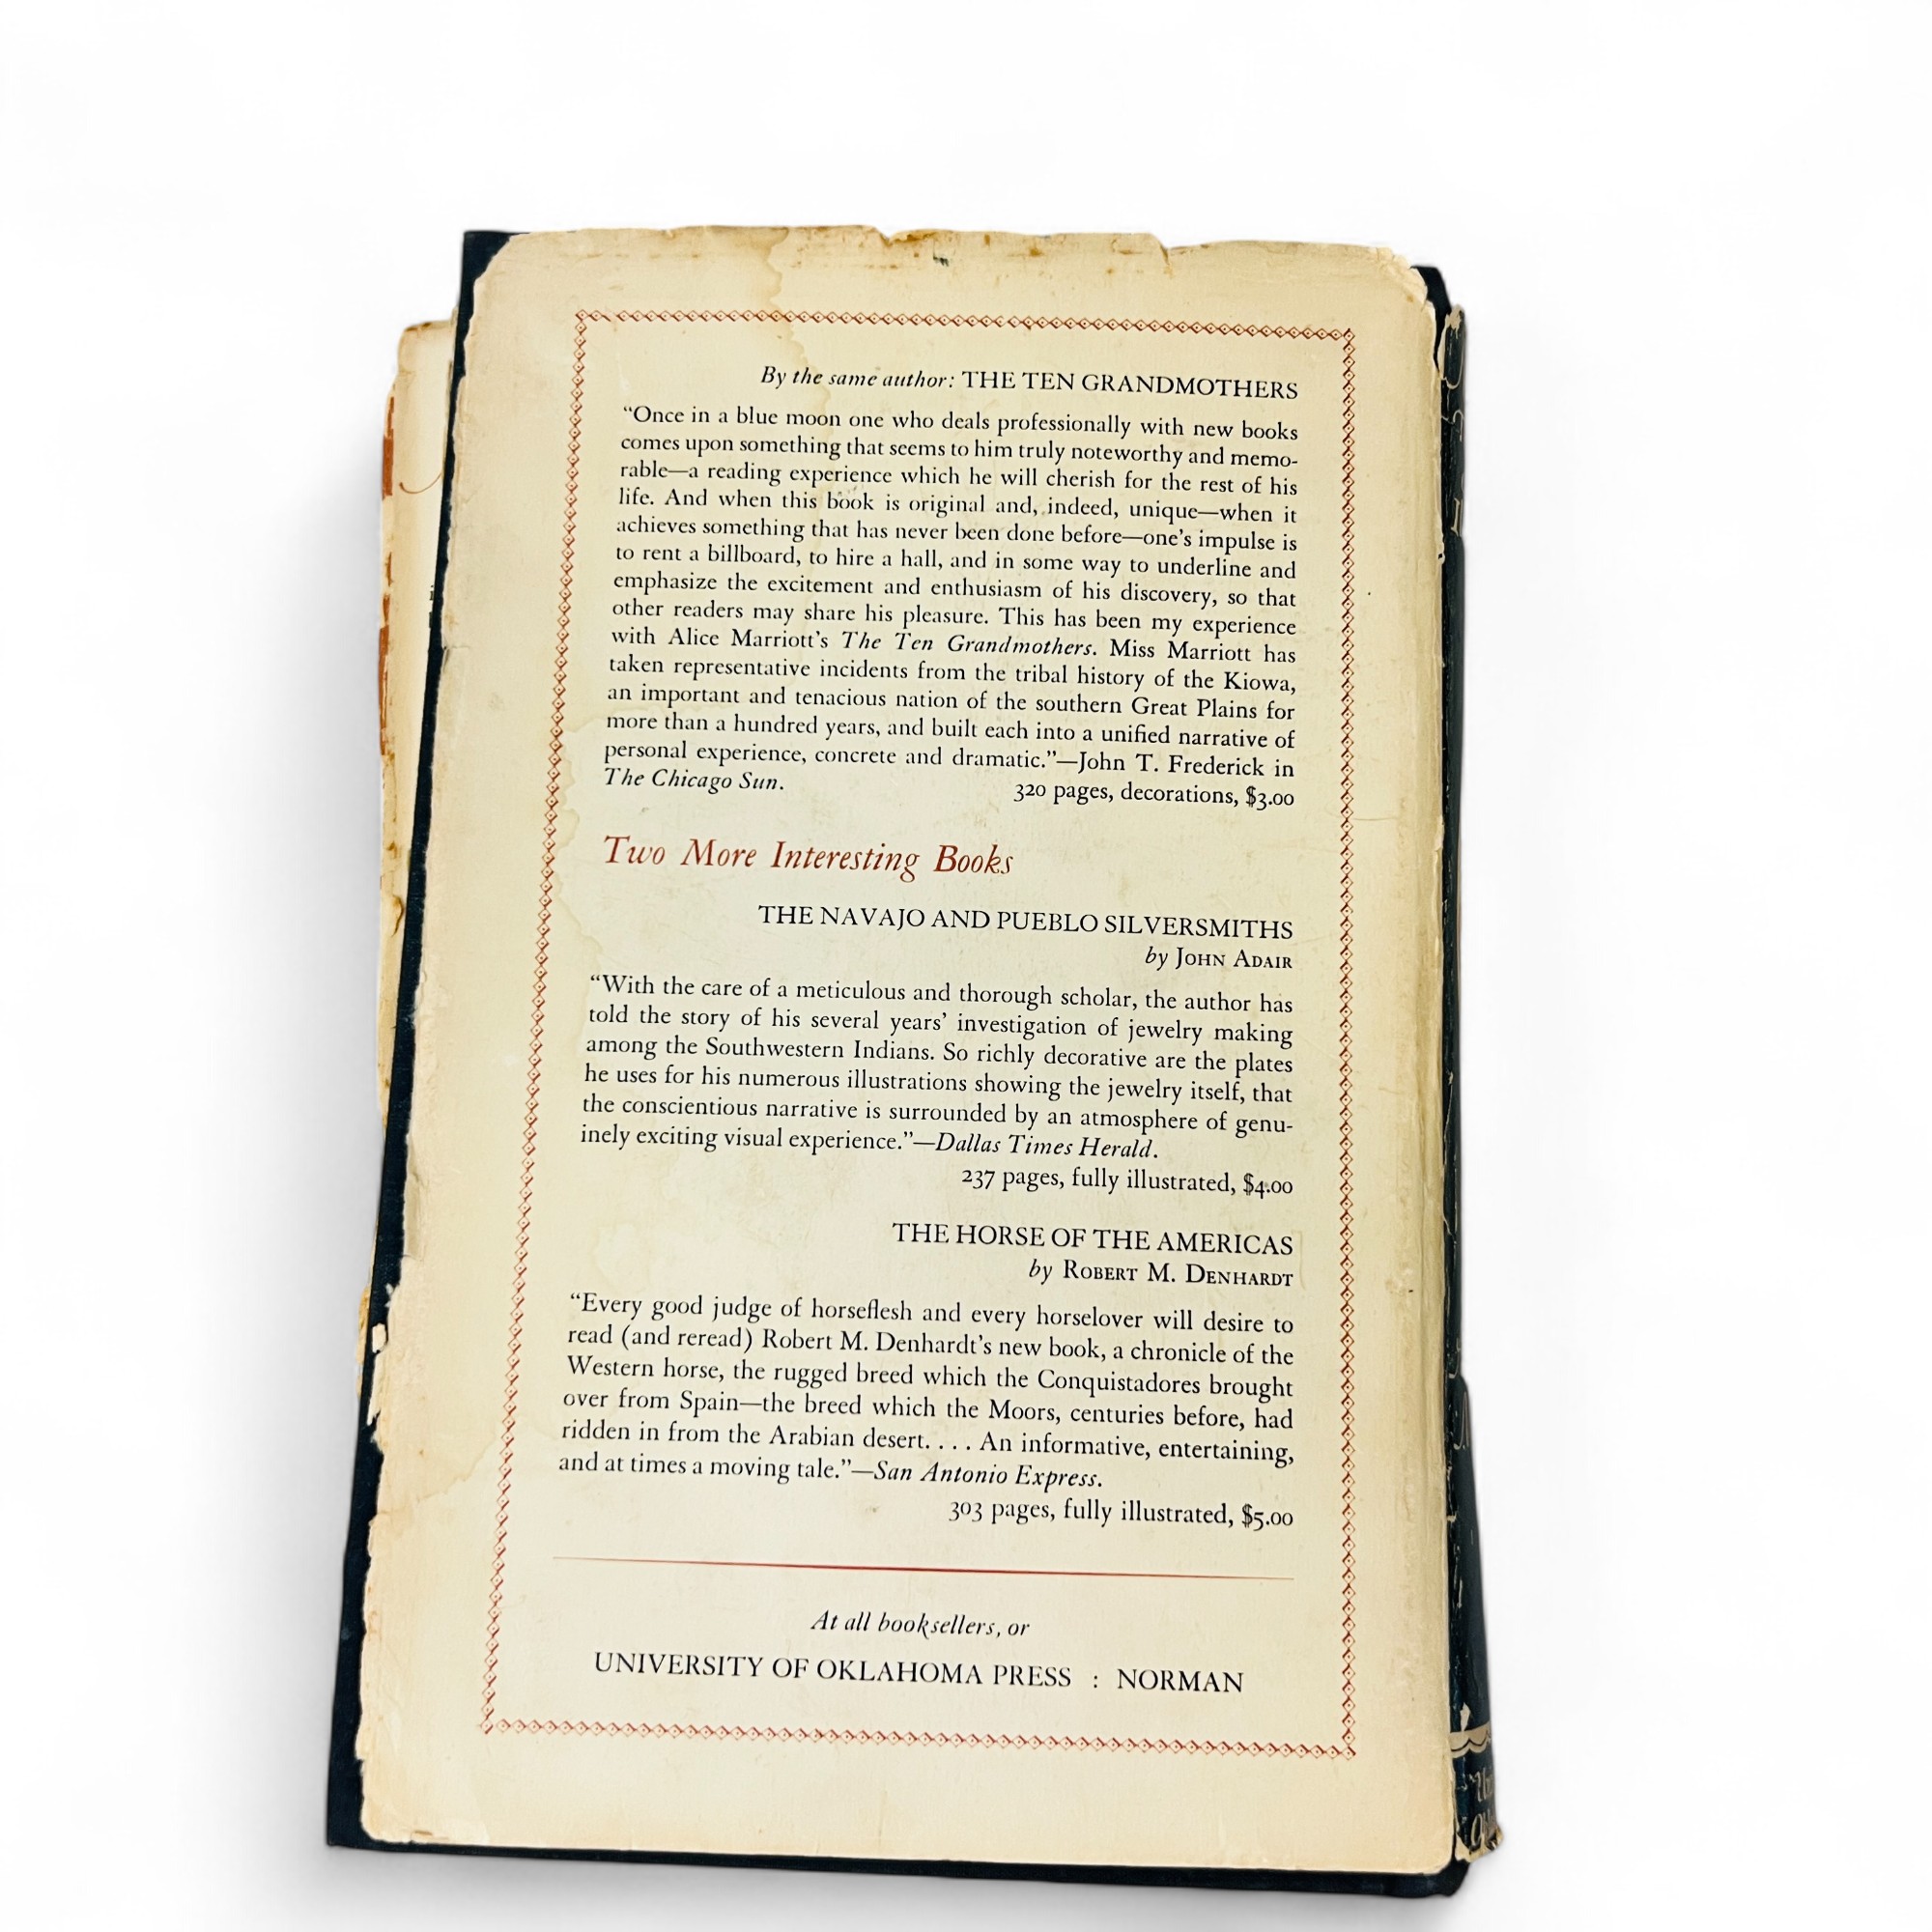 By the same author: THE TEN GRANDMOTHERS
“Once in a blue moon one who deals professionally with new books
comes upon something that seems to him truly noteworthy and memo-
rable—a reading experience which he will cherish for the rest of his
life. And when this book is original and, indeed, unique—when it
achieves something that has never been done before—one’s impulse is
to rent a billboard, to hire a hall, and in some way to underline and
emphasize the excitement and enthusiasm of his discovery, so that
other readers may share his pleasure. This has been my experience
with Alice Marriott’s The Ten Grandmothers. Miss Marriott has
taken representative incidents from the tribal history of the Kiowa,
an important and tenacious nation of the southern Great Plains for
more than a hundred years, and built each into a unified narrative of
personal experience, concrete and dramatic.”—John T. Frederick in
The Chicago Sun. 320 pages, decorations, $3.00
Two More Interesting Books
THE NAVAJO AND PUEBLO SILVERSMITHS
by JOHN ADAIR
“With the care of a meticulous and thorough scholar, the author has
told the story of his several years’ investigation of jewelry making
among the Southwestern Indians. So richly decorative are the plates
he uses for his numerous illustrations showing the jewelry itself, that
the conscientious narrative is surrounded by an atmosphere of genu-
inely exciting visual experience.”—Dallas Times Herald.
237 pages, fully illustrated, $4.00
THE HORSE OF THE AMERICAS
by ROBERT M. DENHARDT
“Every good judge of horseflesh and every horselover will desire to
read (and reread) Robert M. Denhardt’s new book, a chronicle of the
Western horse, the rugged breed which the Conquistadores brought
over from Spain—the breed which the Moors, centuries before, had
ridden in from the Arabian desert. . . . An informative, entertaining,
and at times a moving tale.”—San Antonio Express.
303 pages, fully illustrated, $5.00
At all booksellers, or
UNIVERSITY OF OKLAHOMA PRESS : NORMAN